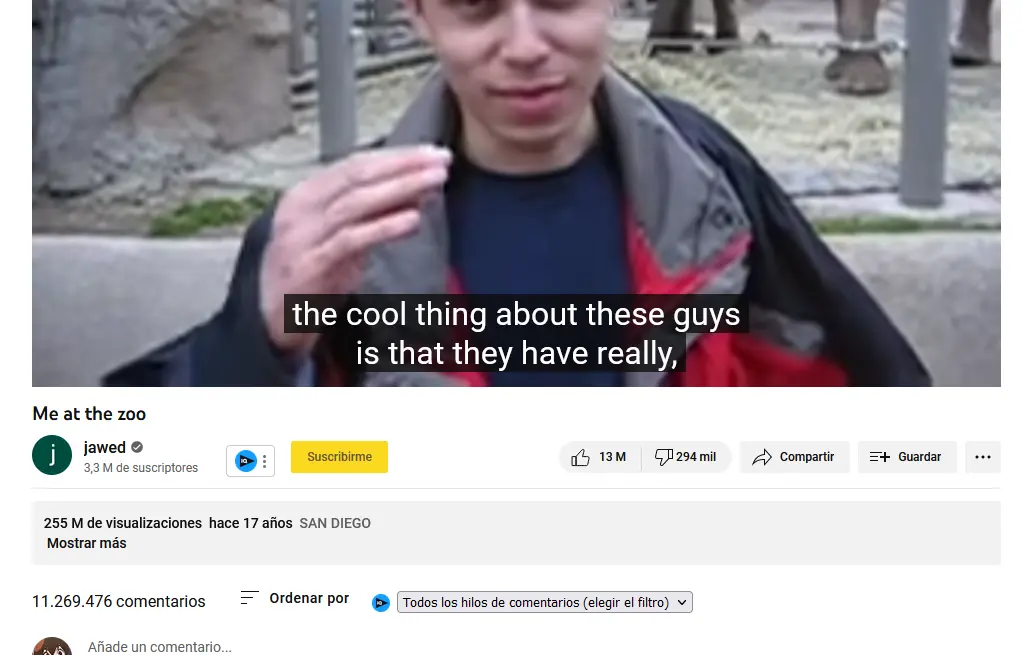 the cool thing about these guys
is that they have really,
Me at the zoo
j
jawed
3,3 M de suscriptores
iQ
Suscribirme
13 M
294 mil
Compartir
Guardar
255 M de visualizaciones hace 17 años SAN DIEGO
Mostrar más
11.269.476 comentarios
Ordenar por
Todos los hilos de comentarios (elegir el filtro)
Añade un comentario...